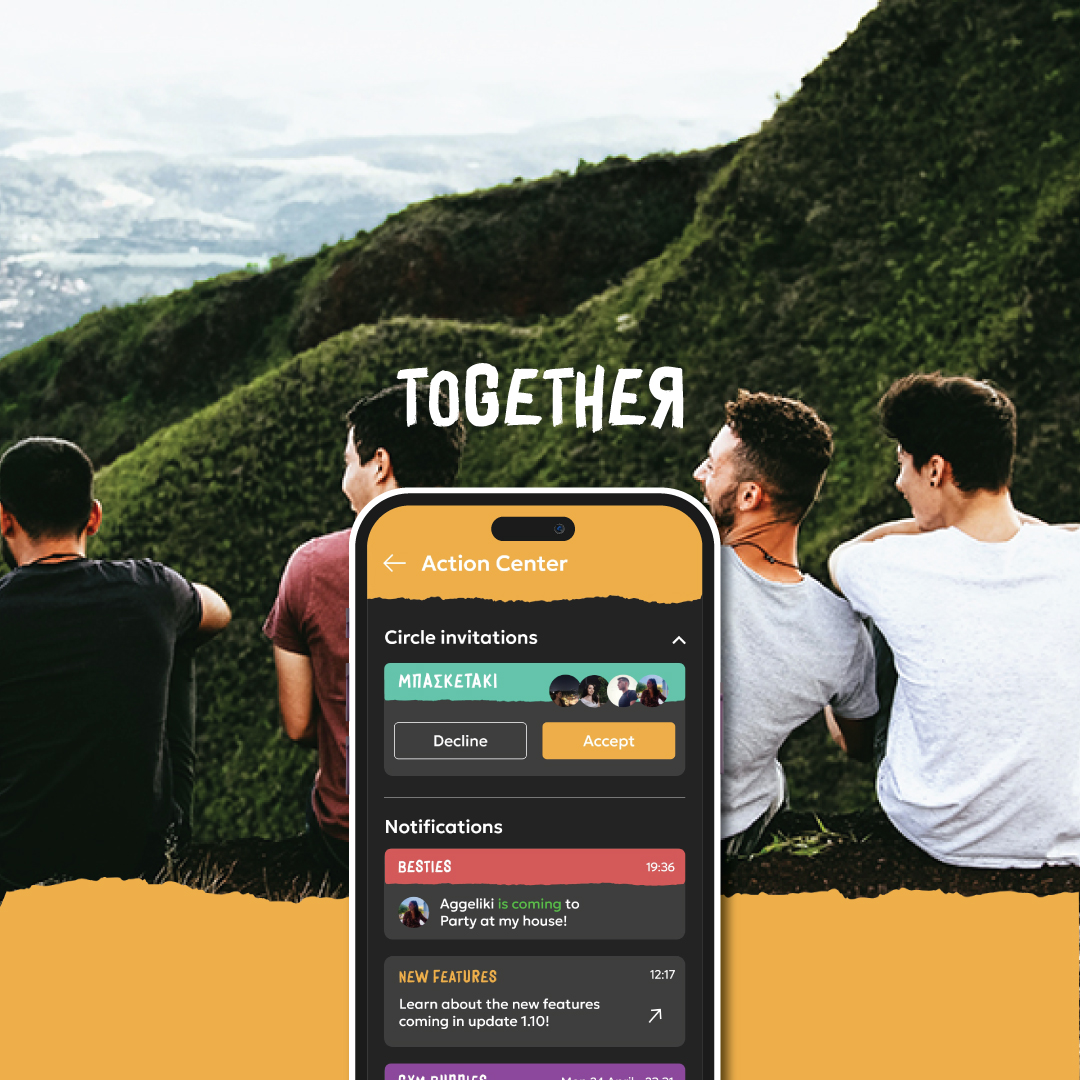 TOGETHER
Action Center
Circle invitations
ΜΠΑΣΚΕΤΑΚΙ
Decline
Accept
Notifications
BESTIES
19:36
Aggeliki is coming to
Party at my house!
NEW FEATURES
12:17
Learn about the new features
coming in update 1.10!